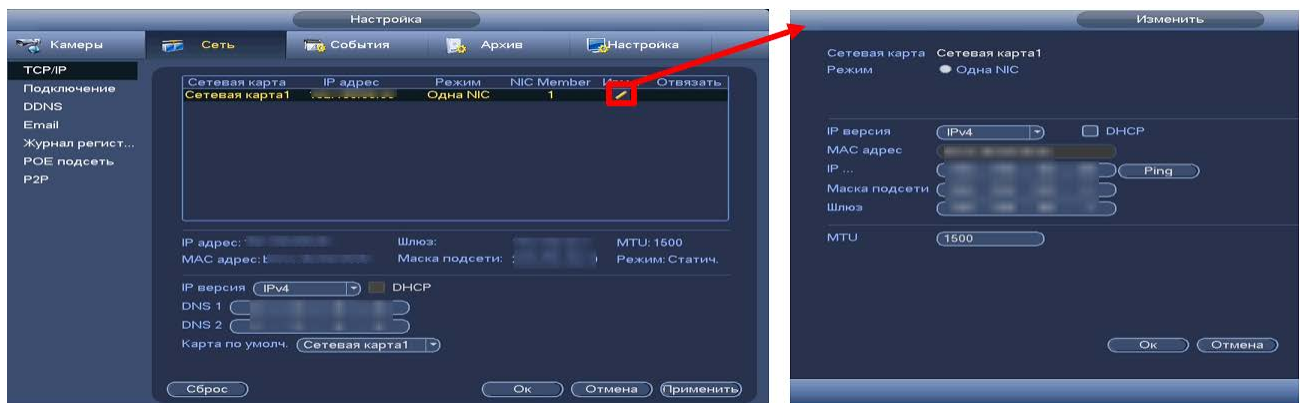 Настройка
Камеры Сеть События Архив Настройка
TCP/IP
Подключение
DDNS
Email
Журнал регист...
POE подсеть
P2P
Сетевая карта IP адрес Режим NIC Member Отвязать
Сетевая карта1 Одна NIC 1
IP адрес: Шлюз: MTU: 1500
MAC адрес: Маска подсети: Режим: Статич.
IP версия IPv4 DHCP
DNS 1
DNS 2
Карта по умолч. Сетевая карта1
Сброс Ок Отмена Применить
Изменить
Сетевая карта Сетевая карта1
Режим Одна NIC
IP версия IPv4 DHCP
MAC адрес
IP ... Ping
Маска подсети
Шлюз
MTU 1500
Ок Отмена